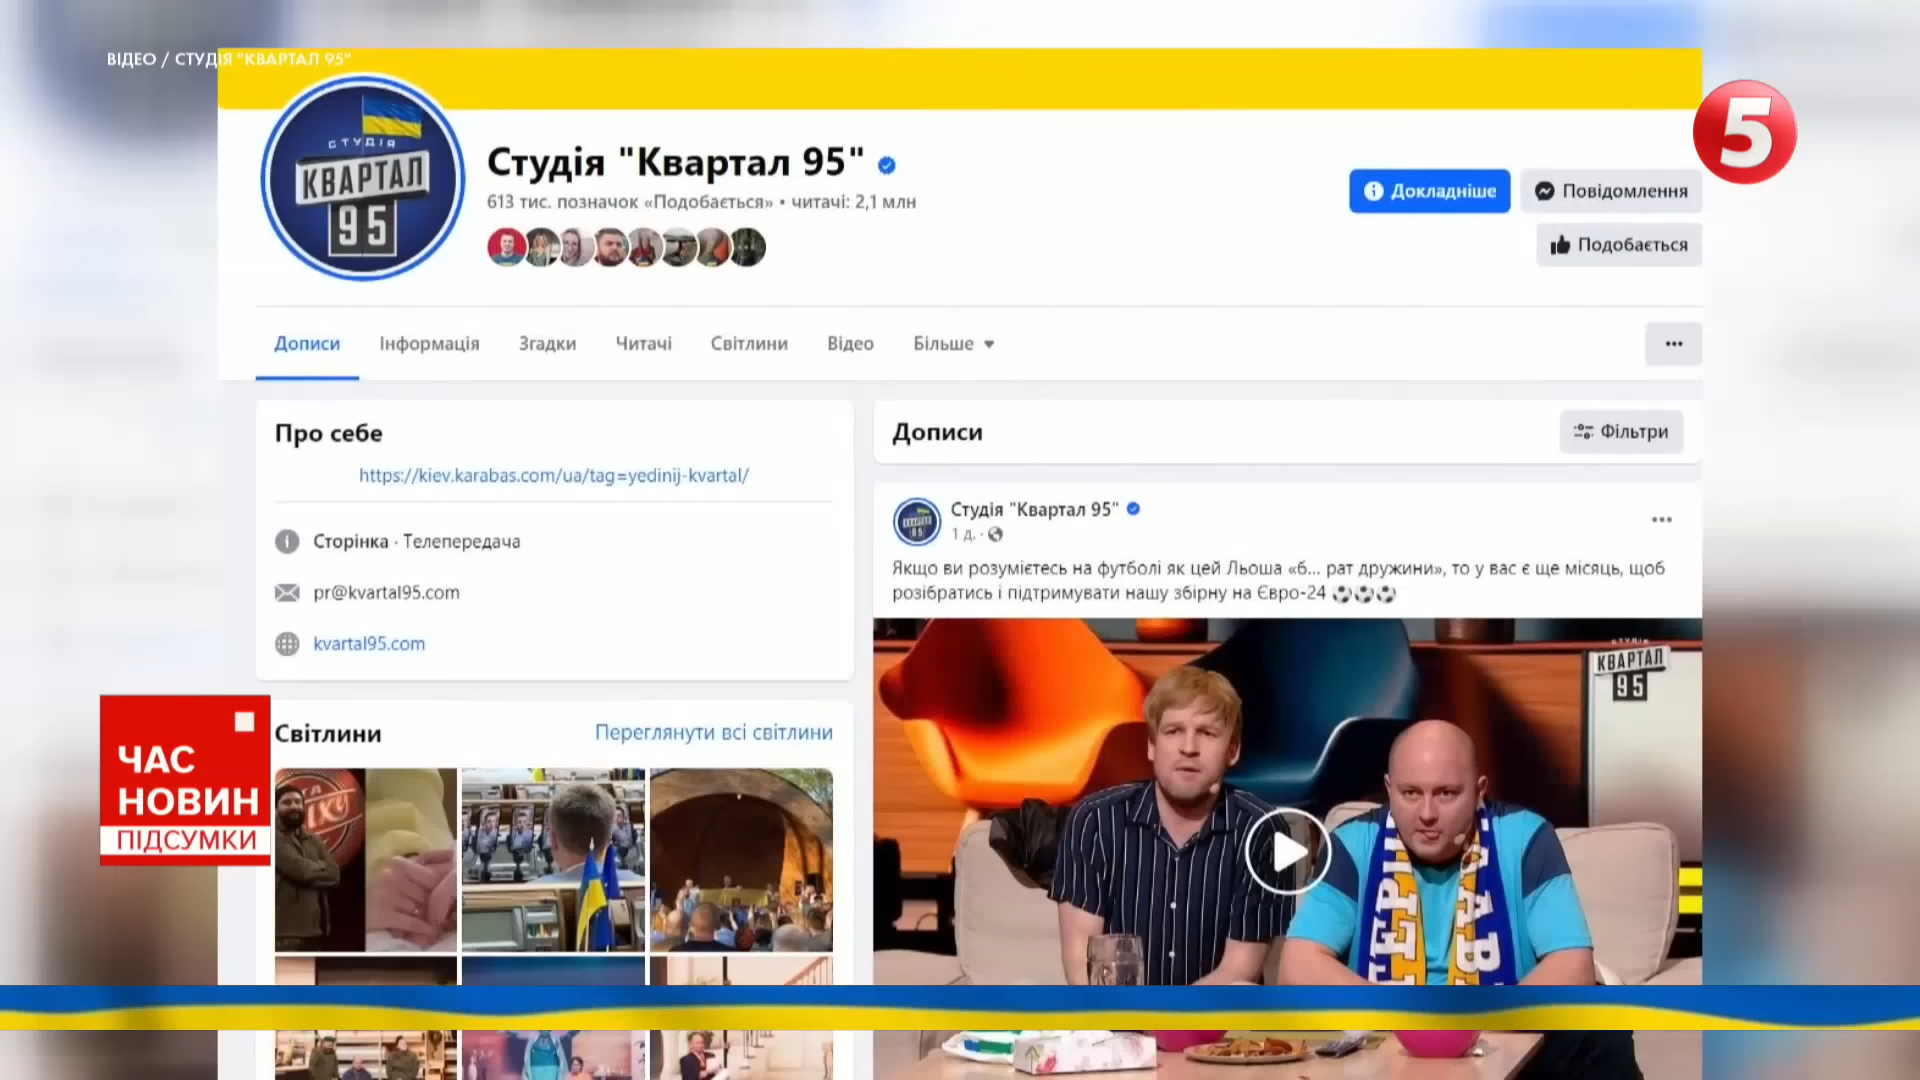 ВІДЕО / СТУДІЯ "КВАРТАЛ 95"
5
СТУДІЯ
КВАРТАЛ
95
Студія "Квартал 95"
613 тис. позначок «Подобається» • читачі: 2,1 млн
Докладніше
Повідомлення
Подобається
Дописи
Інформація
Згадки
Читачі
Світлини
Відео
Більше
Про себе
https://kiev.karabas.com/ua/tag=yedinij-kvartal/
Сторінка · Телепередача
pr@kvartal95.com
kvartal95.com
Світлини
Переглянути всі світлини
Дописи
Фільтри
КВАРТАЛ
95
Студія "Квартал 95"
1 д. ·
Якщо ви розумієтесь на футболі як цей Льоша «б... рат дружини», то у вас є ще місяць, щоб
розібратись і підтримувати нашу збірну на Євро-24
СТУДІЯ
КВАРТАЛ
95
ЧАС
НОВИН
ПІДСУМКИ